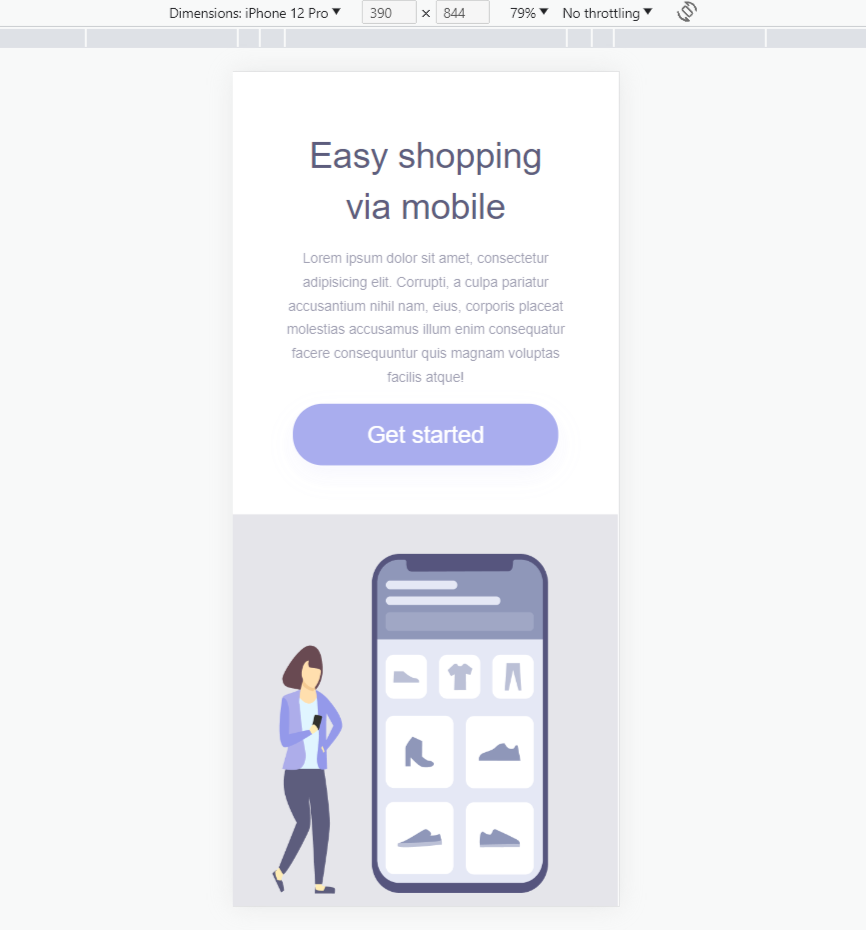 Dimensions: iPhone 12 Pro 390 × 844 79% No throttling
Easy shopping
via mobile
Lorem ipsum dolor sit amet, consectetur
adipisicing elit. Corrupti, a culpa pariatur
accusantium nihil nam, eius, corporis placeat
molestias accusamus illum enim consequatur
facere consequuntur quis magnam voluptas
facilis atque!
Get started